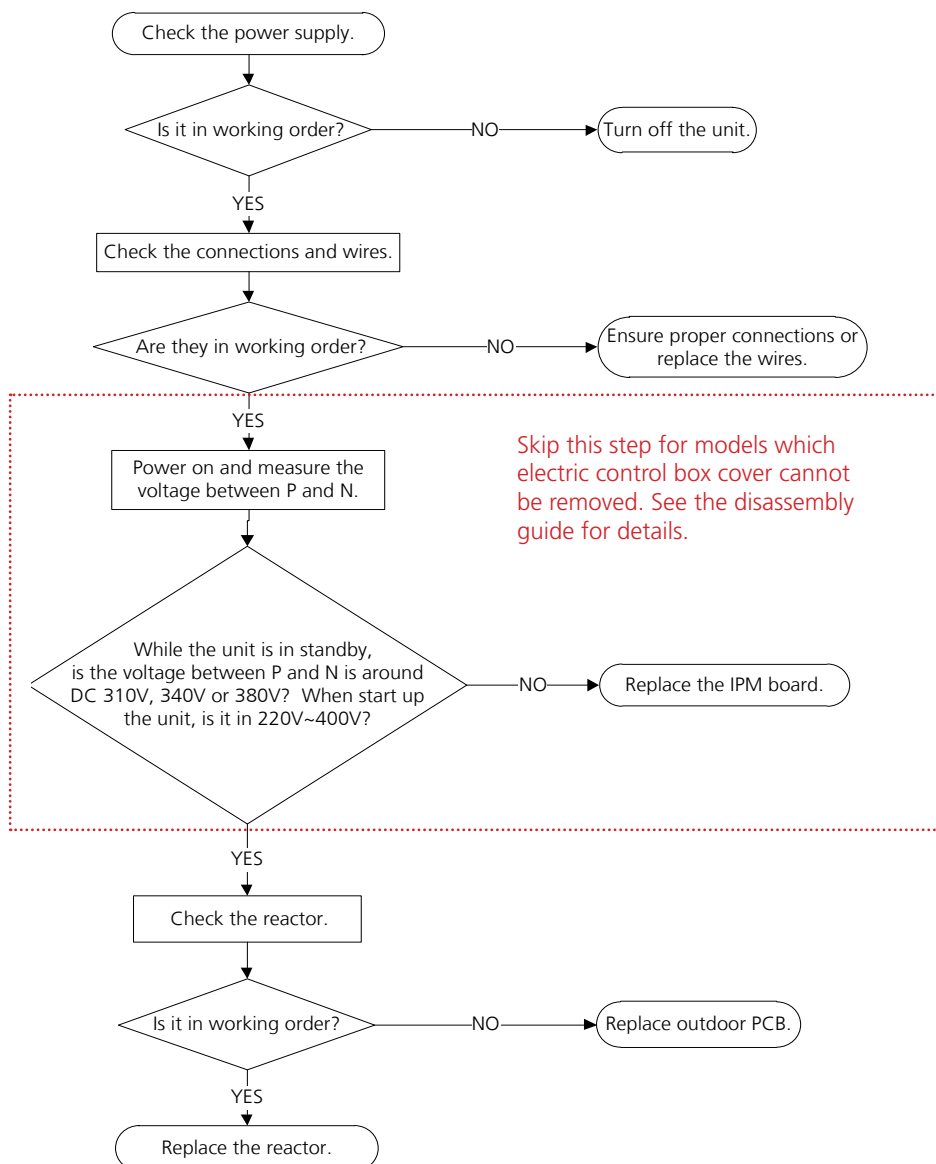 Check the power supply.
Is it in working order?
NO
Turn off the unit.
YES
Check the connections and wires.
Are they in working order?
NO
Ensure proper connections or
replace the wires.
YES
Power on and measure the
voltage between P and N.
Skip this step for models which
electric control box cover cannot
be removed. See the disassembly
guide for details.
While the unit is in standby,
is the voltage between P and N is around
DC 310V, 340V or 380V? When start up
the unit, is it in 220V~400V?
NO
Replace the IPM board.
YES
Check the reactor.
Is it in working order?
NO
Replace outdoor PCB.
YES
Replace the reactor.